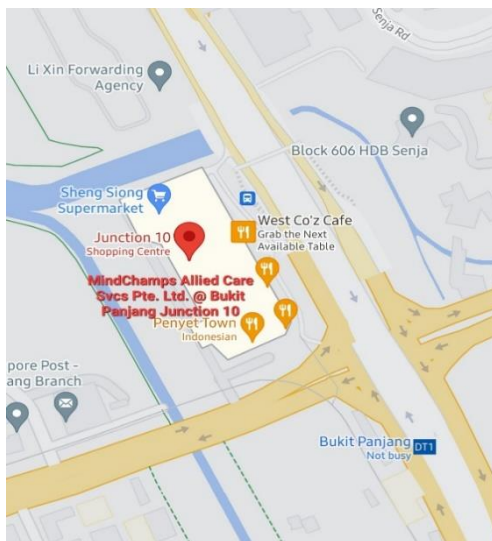 Senja Rd
Li Xin Forwarding
Agency
Block 606 HDB Senja
Sheng Siong
Supermarket
West Co'z Cafe
Grab the Next
Available Table
Junction 10
Shopping Centre
MindChamps Allied Care
Svcs Pte. Ltd. @ Bukit
Panjang Junction 10
Penyet Town
Indonesian
pore Post -
ang Branch
Bukit Panjang DT1
Not busy